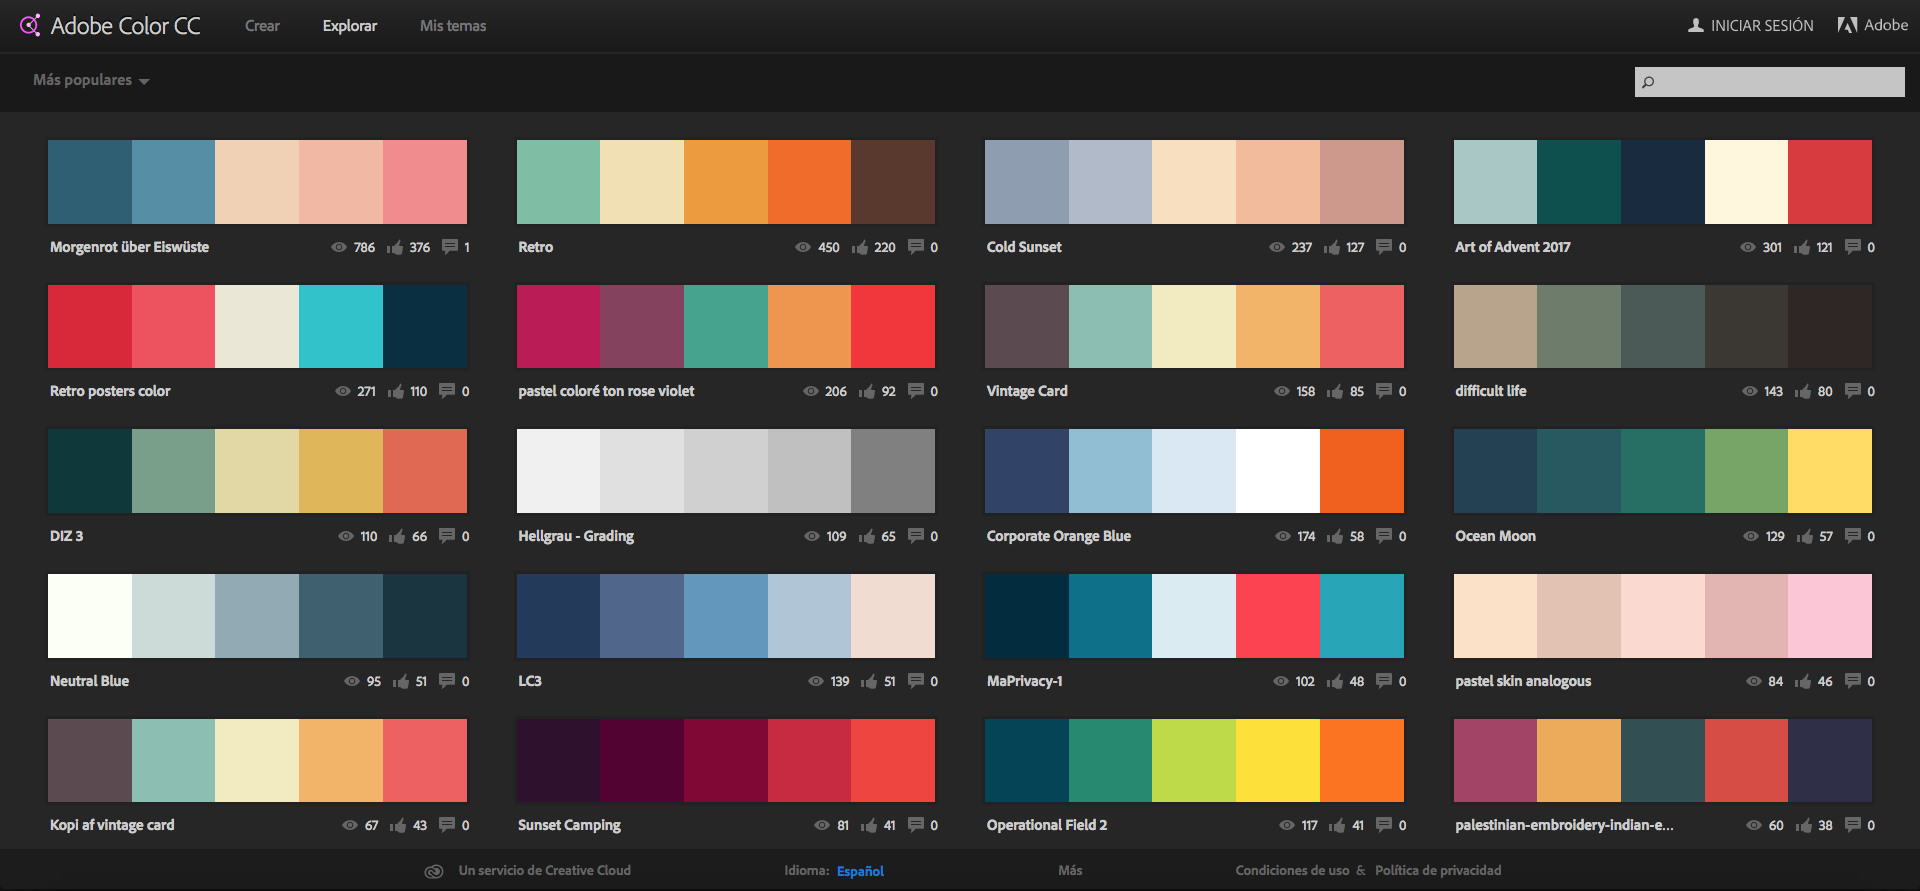 Adobe Color CC Crear Explorar Mis temas INICIAR SESIÓN Adobe
Más populares
Morgenrot über Eiswüste 786 376 1
Retro 450 220 0
Cold Sunset 237 127 0
Art of Advent 2017 301 121 0
Retro posters color 271 110 0
pastel coloré ton rose violet 206 92 0
Vintage Card 158 85 0
difficult life 143 80 0
DIZ 3 110 66 0
Hellgrau - Grading 109 65 0
Corporate Orange Blue 174 58 0
Ocean Moon 129 57 0
Neutral Blue 95 51 0
LC3 139 51 0
MaPrivacy-1 102 48 0
pastel skin analogous 84 46 0
Kopi af vintage card 67 43 0
Sunset Camping 81 41 0
Operational Field 2 117 41 0
palestinian-embroidery-indian-e... 60 38 0
Un servicio de Creative Cloud Idioma: Español Más Condiciones de uso & Política de privacidad